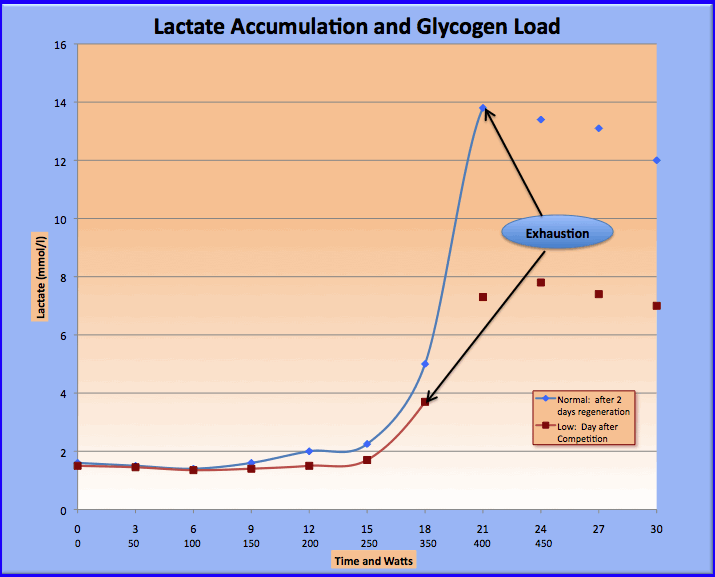 Lactate Accumulation and Glycogen Load
16
14
12
10
8
6
4
2
0
Lactate (mmol/l)
Exhaustion
Normal: after 2
days regeneration
Low: Day after
Competition
0 3 6 9 12 15 18 21 24 27 30
0 50 100 150 200 250 350 400 450
Time and Watts